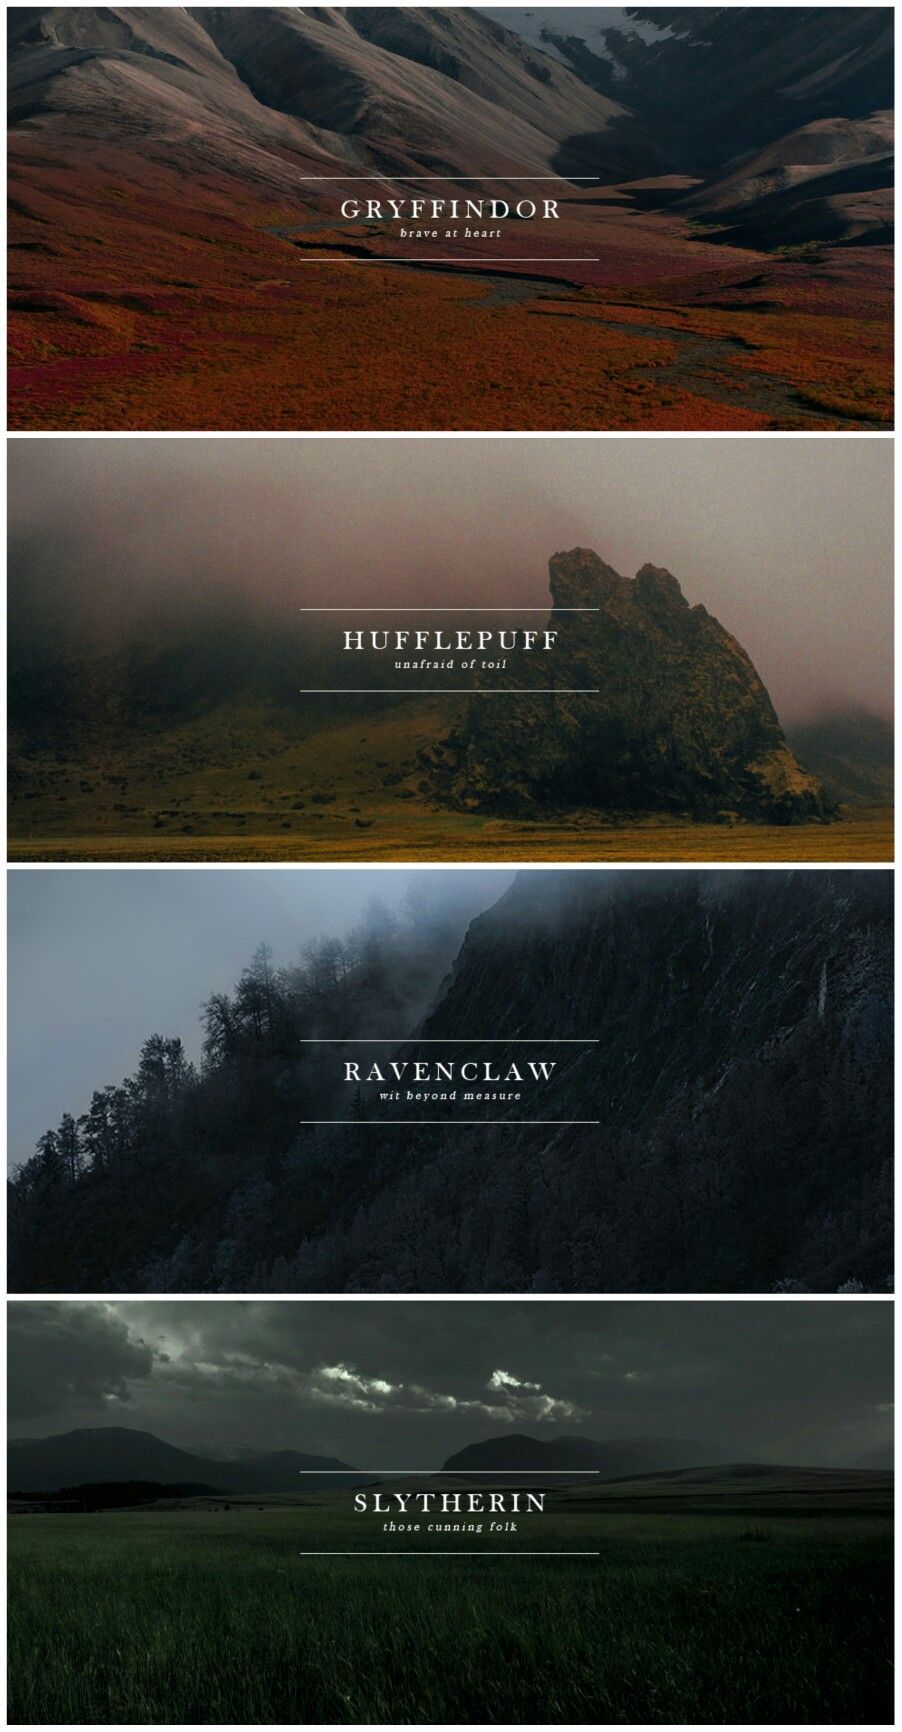 GRYFFINDOR
brave at heart
HUFFLEPUFF
unafraid of toil
RAVENCLAW
wit beyond measure
SLYTHERIN
those cunning folk